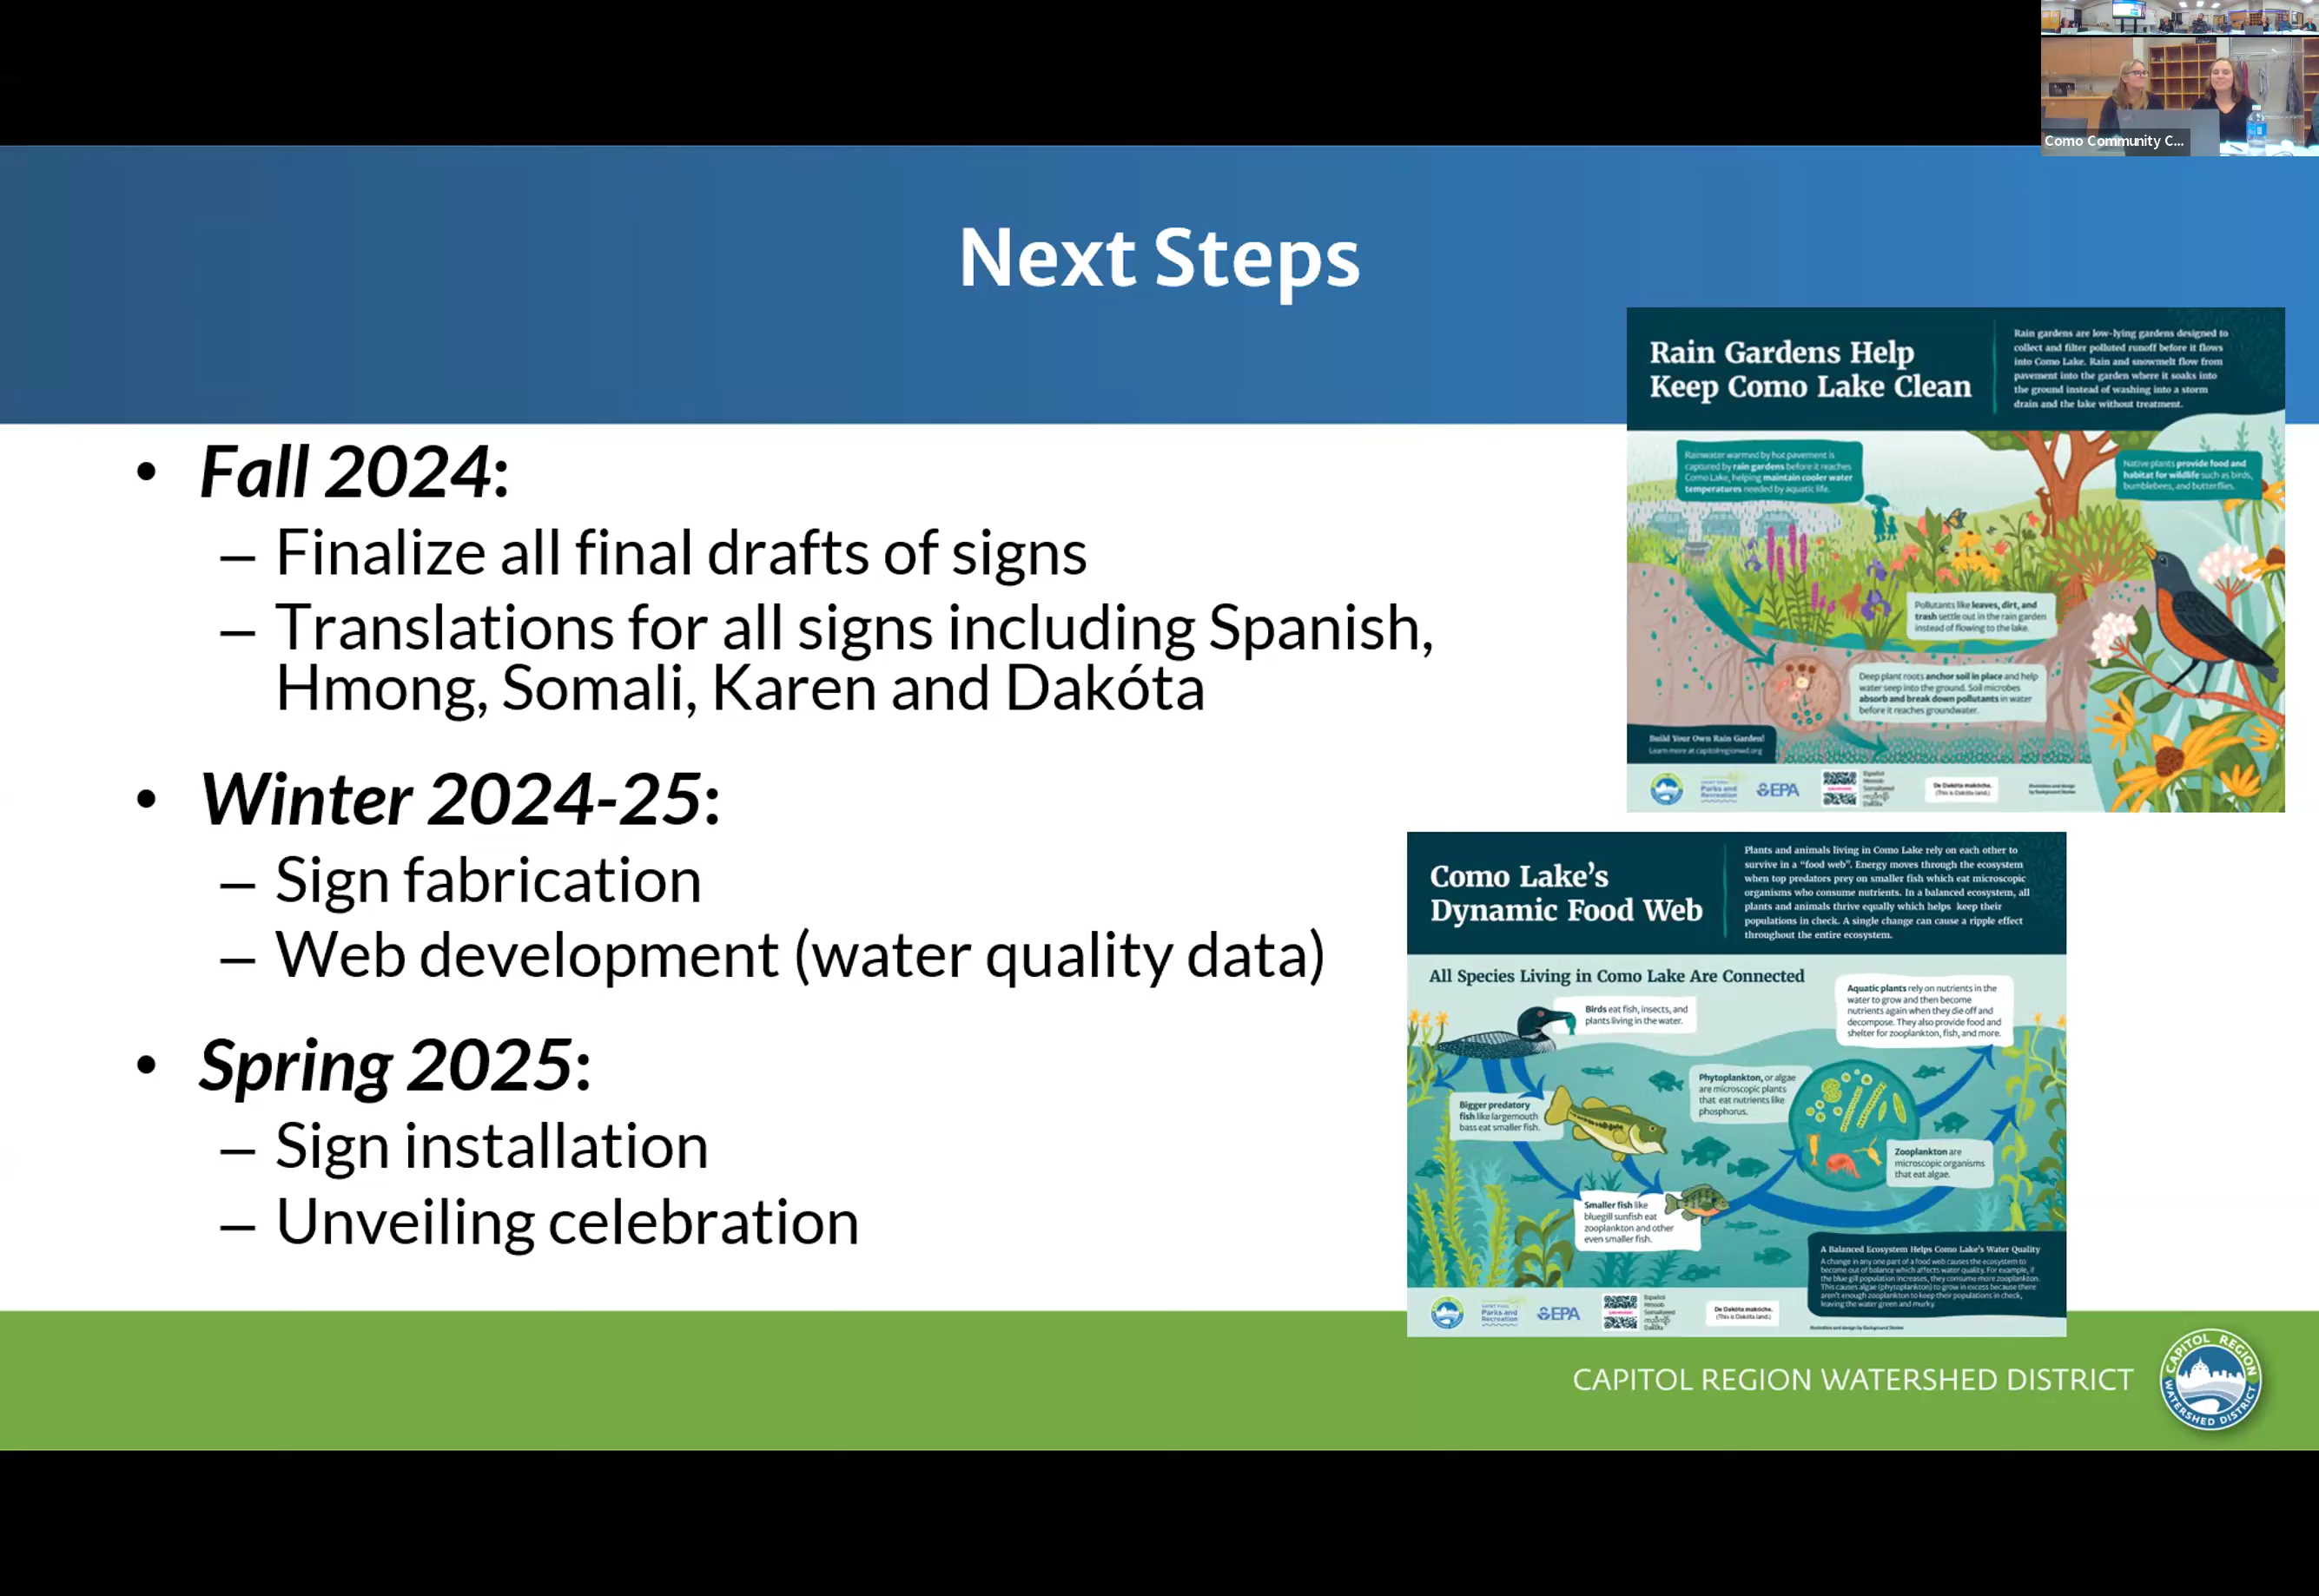 Como Community C...
Next Steps
• Fall 2024:
– Finalize all final drafts of signs
– Translations for all signs including Spanish,
Hmong, Somali, Karen and Dakóta
• Winter 2024-25:
– Sign fabrication
– Web development (water quality data)
• Spring 2025:
– Sign installation
– Unveiling celebration
Rain Gardens Help
Keep Como Lake Clean
Rain gardens are low-lying gardens designed to
collect and filter polluted runoff before it flows
into Como Lake. Rain and snowmelt flow from
pavement into the garden where it soaks into
the ground instead of washing into a storm
drain and the lake without treatment.
Rainwater warmed by hot pavement is
captured by rain gardens before it reaches
Como Lake, helping maintain cooler water
temperatures needed by aquatic life.
Native plants provide food and
habitat for wildlife such as birds,
bumblebees, and butterflies.
Pollutants like leaves, dirt, and
trash settle out in the rain garden
instead of flowing to the lake.
Deep plant roots anchor soil in place and help
water seep into the ground. Soil microbes
absorb and break down pollutants in water
before it reaches groundwater.
Build Your Own Rain Garden!
Learn more at capitolregionwd.org
Parks and
Recreation
EPA
Español
Hmoob
Somaliweed
Dakota
De Dakota makoche.
(This is Dakota land.)
Illustration and design
by Background Stories
Como Lake's
Dynamic Food Web
Plants and animals living in Como Lake rely on each other to
survive in a “food web”. Energy moves through the ecosystem
when top predators prey on smaller fish which eat microscopic
organisms who consume nutrients. In a balanced ecosystem, all
plants and animals thrive equally which helps keep their
populations in check. A single change can cause a ripple effect
throughout the entire ecosystem.
All Species Living in Como Lake Are Connected
Birds eat fish, insects, and
plants living in the water.
Aquatic plants rely on nutrients in the
water to grow and then become
nutrients again when they die off and
decompose. They also provide food and
shelter for zooplankton, fish, and more.
Phytoplankton, or algae
are microscopic plants
that eat nutrients like
phosphorus.
Bigger predatory
fish like largemouth
bass eat smaller fish.
Zooplankton are
microscopic organisms
that eat algae.
Smaller fish like
bluegill sunfish eat
zooplankton and other
even smaller fish.
A Balanced Ecosystem Helps Como Lake's Water Quality
A change in any one part of a food web causes the ecosystem to
become out of balance which affects water quality. For example, if
the blue gill population increases, they consume more zooplankton.
This causes algae (phytoplankton) to grow in excess because there
aren't enough zooplankton to keep their populations in check,
leaving the water green and murky.
Parks and
Recreation
EPA
Español
Hmoob
Somaliweed
Dakota
De Dakota makoche.
(This is Dakota land.)
Illustration and design by Background Stories
CAPITOL REGION WATERSHED DISTRICT
CAPITOL REGION
WATERSHED DISTRICT